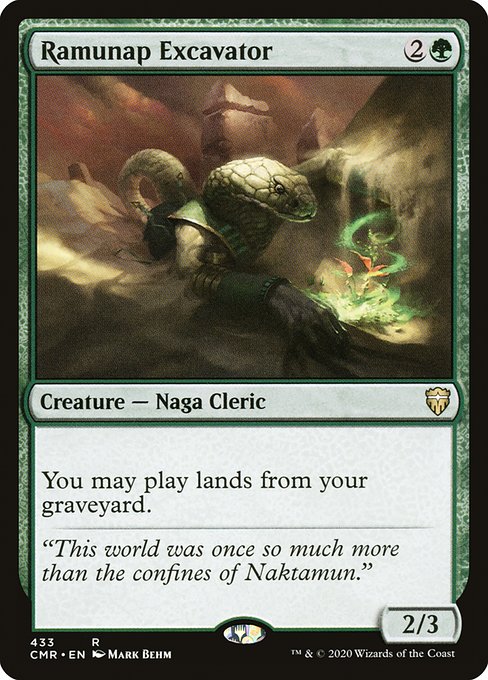 Ramunap Excavator 2
Creature — Naga Cleric
You may play lands from your
graveyard.
“This world was once so much more
than the confines of Naktamun.”
2/3
433 R
CMR • EN Mark Behm
™ & © 2020 Wizards of the Coast